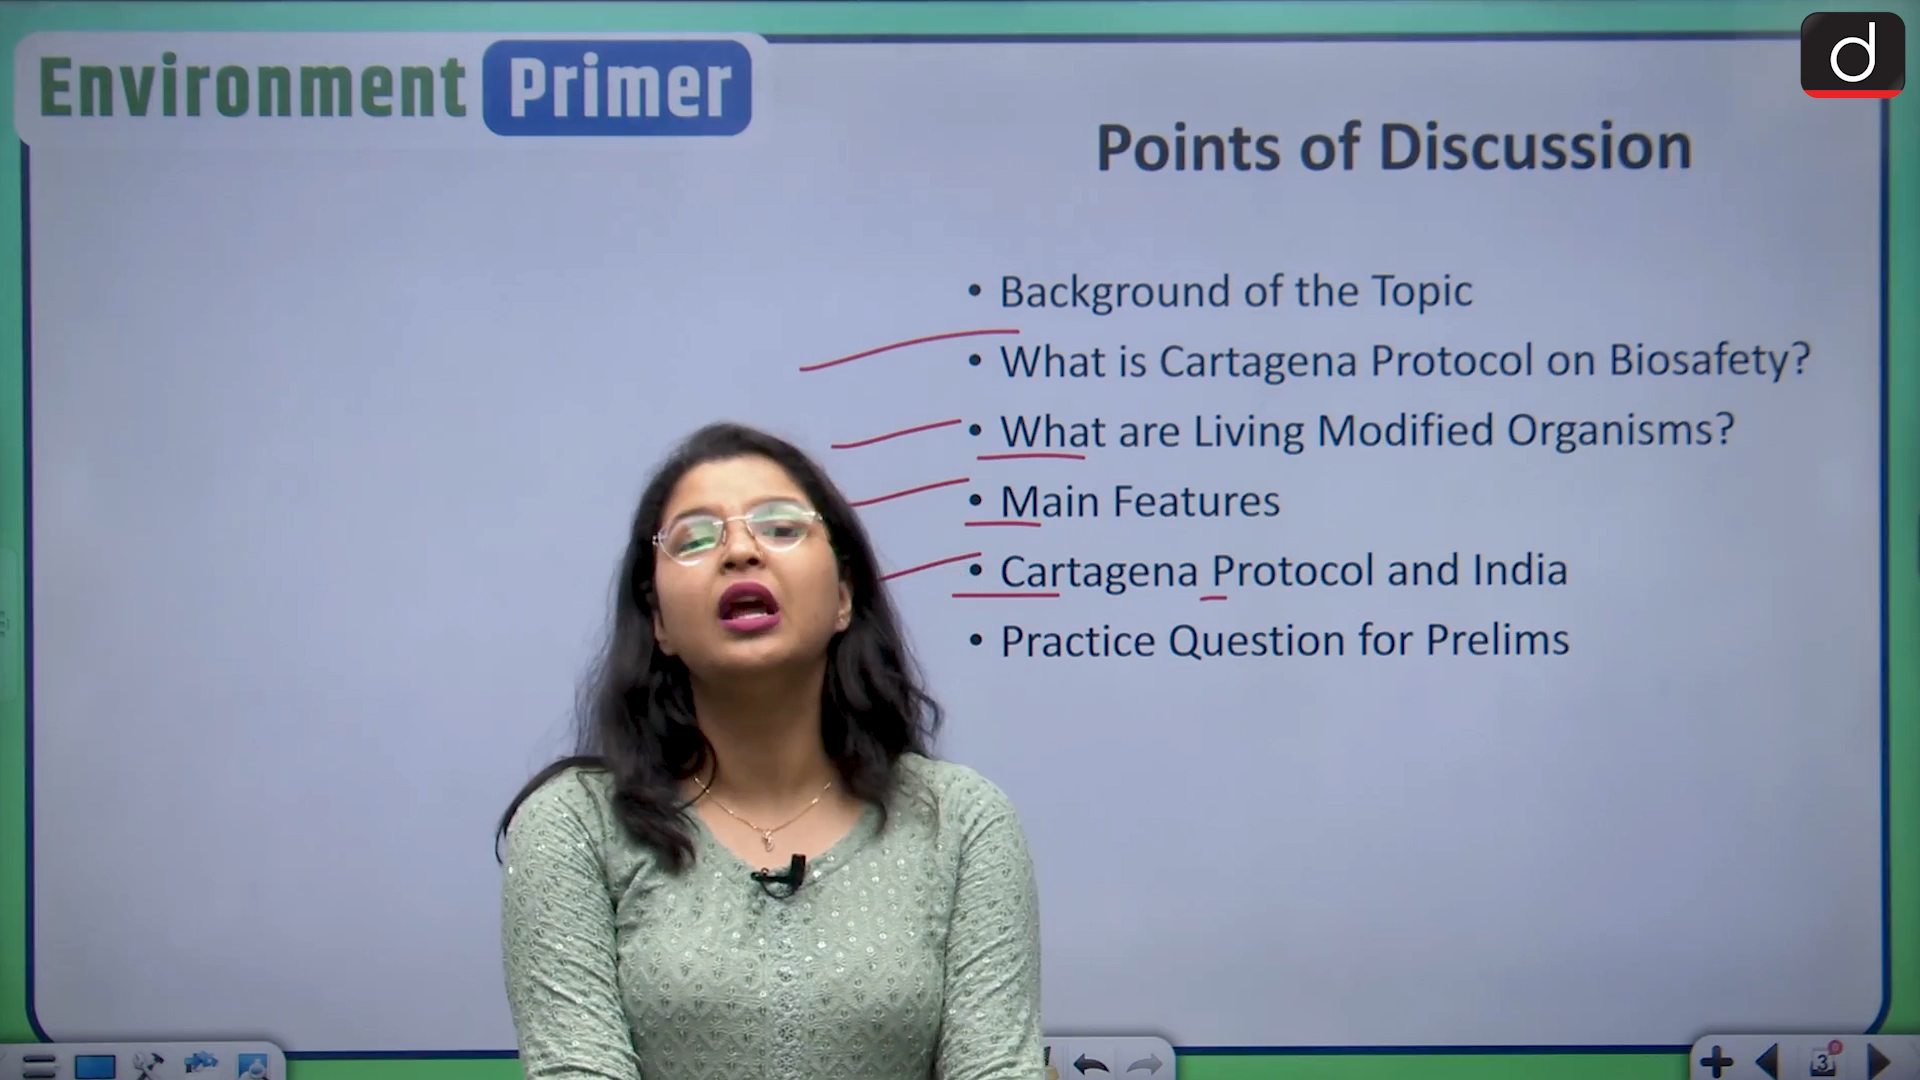 Environment Primer
d
Points of Discussion
• Background of the Topic
• What is Cartagena Protocol on Biosafety?
• What are Living Modified Organisms?
• Main Features
• Cartagena Protocol and India
• Practice Question for Prelims
3